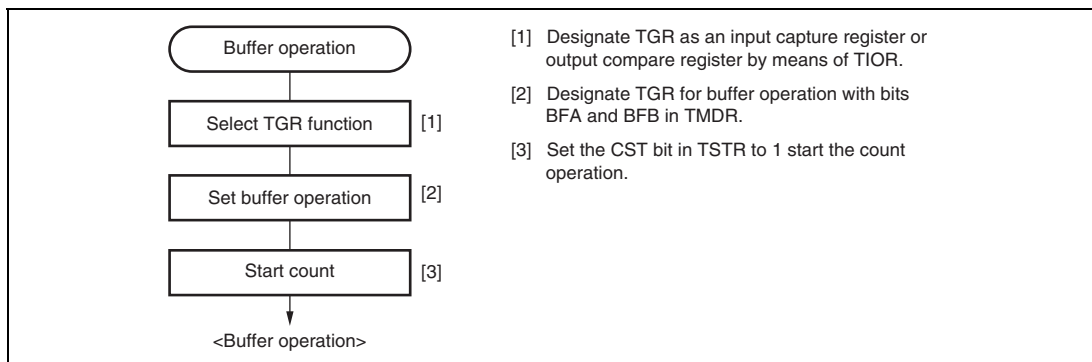 Buffer operation
Select TGR function
[1]
Set buffer operation
[2]
Start count
[3]
<Buffer operation>
[1] Designate TGR as an input capture register or
output compare register by means of TIOR.
[2] Designate TGR for buffer operation with bits
BFA and BFB in TMDR.
[3] Set the CST bit in TSTR to 1 start the count
operation.